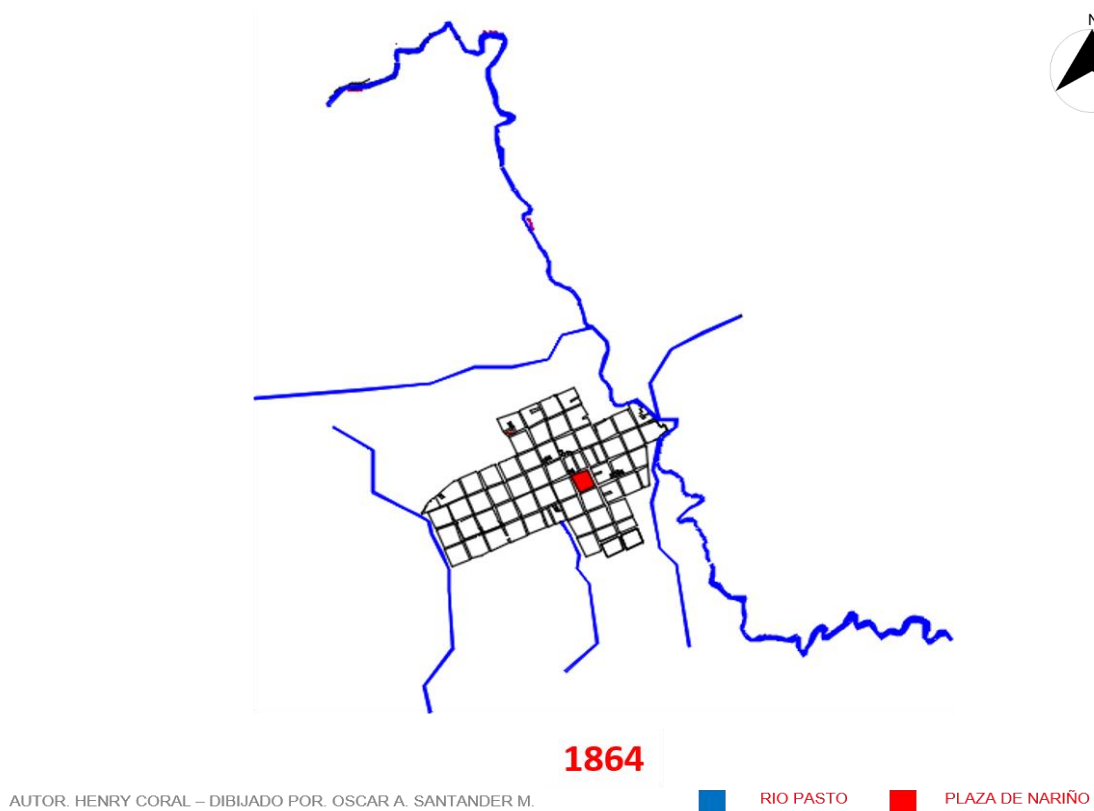 N
1864
AUTOR. HENRY CORAL – DIBIJADO POR. OSCAR A. SANTANDER M.
RIO PASTO
PLAZA DE NARIÑO